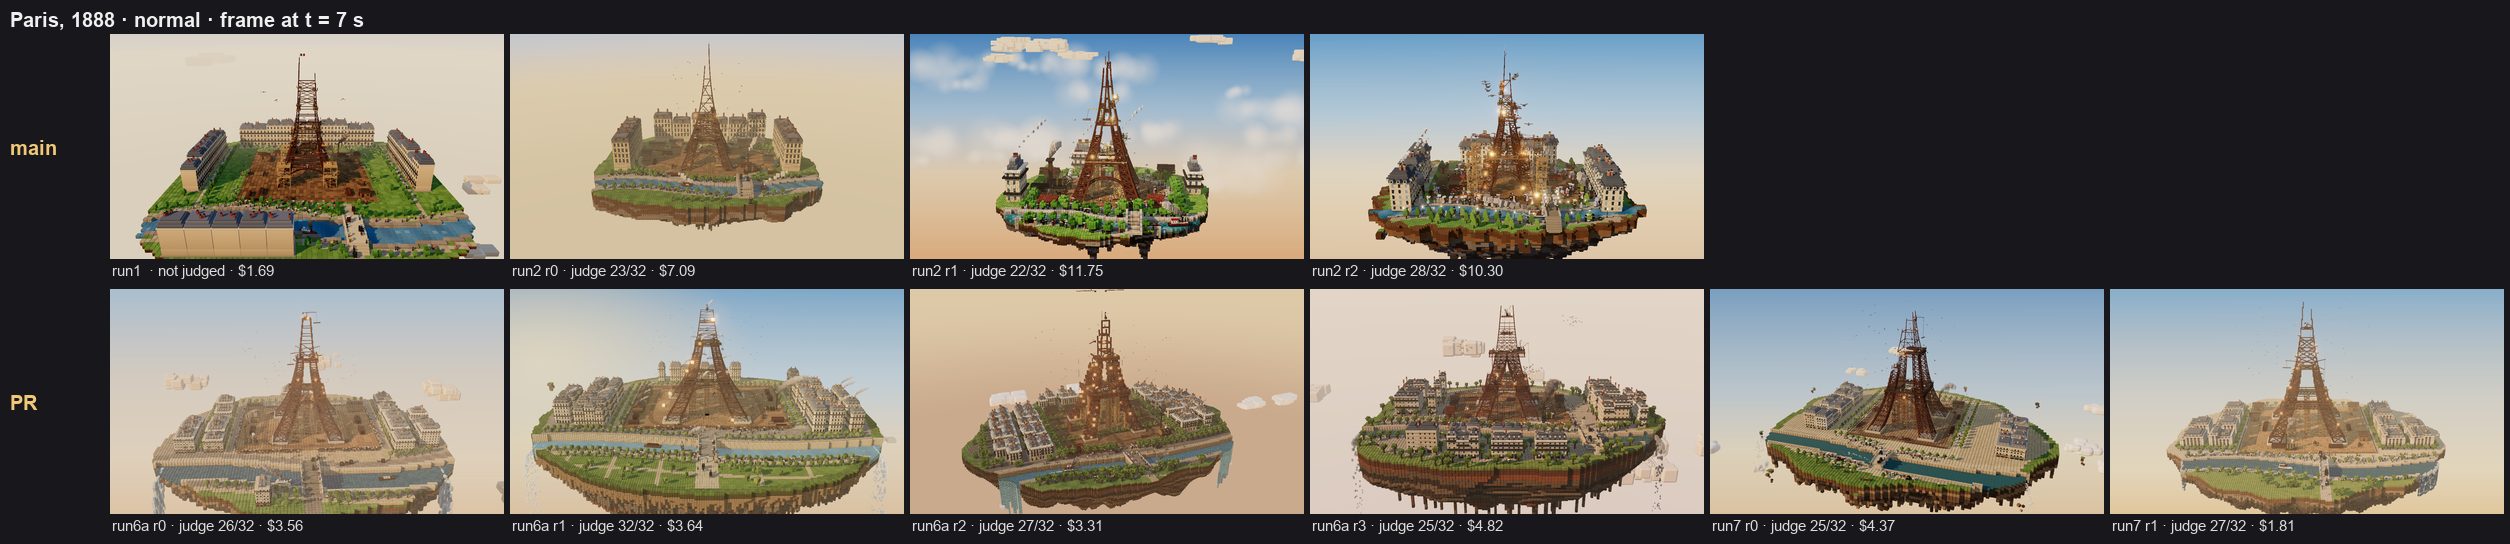 Paris, 1888 · normal · frame at t = 7 s
main
run1 · not judged · $1.69
run2 r0 · judge 23/32 · $7.09
run2 r1 · judge 22/32 · $11.75
run2 r2 · judge 28/32 · $10.30
PR
run6a r0 · judge 26/32 · $3.56
run6a r1 · judge 32/32 · $3.64
run6a r2 · judge 27/32 · $3.31
run6a r3 · judge 25/32 · $4.82
run7 r0 · judge 25/32 · $4.37
run7 r1 · judge 27/32 · $1.81